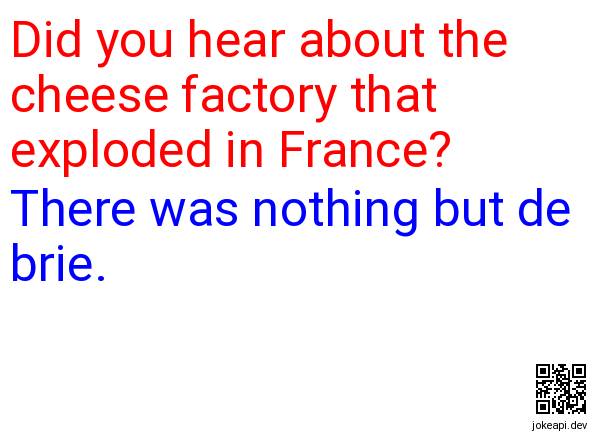 Did you hear about the
cheese factory that
exploded in France?
There was nothing but de
brie.
jokeapi.dev